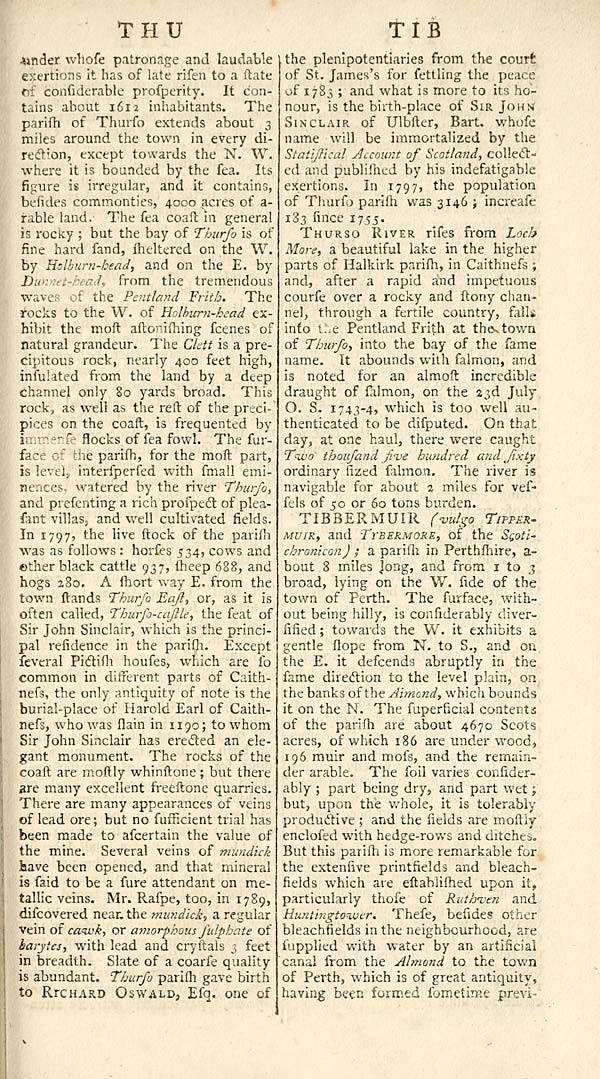 THU
TIB
under whoſe patronage and laudable
exertions it has of late riſen to a ſtate
of conſiderable proſperity. It con-
tains about 1612 inhabitants. The
pariſh of Thurſo extends about 3
miles around the town in every di-
rection, except towards the N. W.
where it is bounded by the ſea. Its
figure is irregular, and it contains,
beſides commonties, 4000 acres of a-
rable land. The ſea coaſt in general
is rocky; but the bay of Thurſo is of
fine hard ſand, ſheltered on the W.
by Holburn-head, and on the E. by
Dunnet-head, from the tremendous
waves of the Pentland Frith. The
rocks to the W. of Holburn-head ex-
hibit the moſt aſtoniſhing ſcenes of
natural grandeur. The Clett is a pre-
cipitous rock, nearly 400 feet high,
inſulated from the land by a deep
channel only 80 yards broad. This
rock, as well as the reſt of the preci-
pices on the coaſt, is frequented by
immenſe flocks of ſea fowl. The ſur-
face of the pariſh, for the moſt part,
is level, interſperſed with ſmall emi-
nences, watered by the river Thurſo,
and preſenting a rich proſpect of plea-
ſant villas, and well cultivated fields.
In 1797, the live ſtock of the pariſh
was as follows: horſes 534, cows and
other black cattle 937, ſheep 688, and
hogs 280. A ſhort way E. from the
town ſtands Thurſo Eaſt, or, as it is
often called, Thurſo-caſtle, the ſeat of
Sir John Sinclair, which is the princi-
pal reſidence in the pariſh. Except
ſeveral Pictiſh houſes, which are ſo
common in different parts of Caith-
neſs, the only antiquity of note is the
burial-place of Harold Earl of Caith-
neſs, who was ſlain in 1190; to whom
Sir John Sinclair has erected an ele-
gant monument. The rocks of the
coaſt are moſtly whinſtone; but there
are many excellent freeſtone quarries.
There are many appearances of veins
of lead ore; but no ſufficient trial has
been made to aſcertain the value of
the mine. Several veins of mundick
have been opened, and that mineral
is ſaid to be a ſure attendant on me-
tallic veins. Mr. Raſpe, too, in 1789,
diſcovered near the mundick, a regular
vein of cawk, or amorphous ſulphate of
barytes, with lead and cryſtals 3 feet
in breadth. Slate of a coarſe quality
is abundant. Thurſo pariſh gave birth
to RICHARD OSWALD, Eſq. one of
the plenipotentiaries from the court
of St. James's for ſettling the peace
of 1783; and what is more to its ho-
nour, is the birth-place of SIR JOHN
SINCLAIR of Ulbſter, Bart. whoſe
name will be immortalized by the
Statiſtical Account of Scotland, collect-
ed and publiſhed by his indefatigable
exertions. In 1797, the population
of Thurſo pariſh was 3146; increaſe
183 ſince 1755.
THURSO RIVER riſes from Loch
More, a beautiful lake in the higher
parts of Halkirk pariſh, in Caithneſs;
and, after a rapid and impetuous
courſe over a rocky and ſtony chan-
nel, through a fertile country, falls
into the Pentland Frith at the town
of Thurſo, into the bay of the ſame
name. It abounds with ſalmon, and
is noted for an almoſt incredible
draught of ſalmon, on the 23d July
O. S. 1743-4, which is too well au-
thenticated to be diſputed. On that
day, at one haul, there were caught
Two thouſand five hundred and ſixty
ordinary ſized ſalmon. The river is
navigable for about 2 miles for veſ-
ſels of 50 or 60 tons burden.
TIBBERMUIR (vulgo TIPPER-
MUIR, and TYBERMORE, of the Scoti-
chronicon); a pariſh in Perthſhire, a-
bout 8 miles long, and from 1 to 3
broad, lying on the W. ſide of the
town of Perth. The ſurface, with-
out being hilly, is conſiderably diver-
ſified; towards the W. it exhibits a
gentle ſlope from N. to S., and on
the E. it deſcends abruptly in the
ſame direction to the level plain, on
the banks of the Almond, which bounds
it on the N. The ſuperficial contents
of the pariſh are about 4670 Scots
acres, of which 186 are under wood,
196 muir and moſs, and the remain-
der arable. The ſoil varies conſider-
ably; part being dry, and part wet;
but, upon the whole, it is tolerably
productive; and the fields are moſtly
encloſed with hedge-rows and ditches.
But this pariſh is more remarkable for
the extenſive printfields and bleach-
fields which are eſtabliſhed upon it,
particularly thoſe of Ruthven and
Huntingtower. Theſe, beſides other
bleachfields in the neighbourhood, are
ſupplied with water by an artificial
canal from the Almond to the town
of Perth, which is of great antiquity,
having been formed ſometime previ-